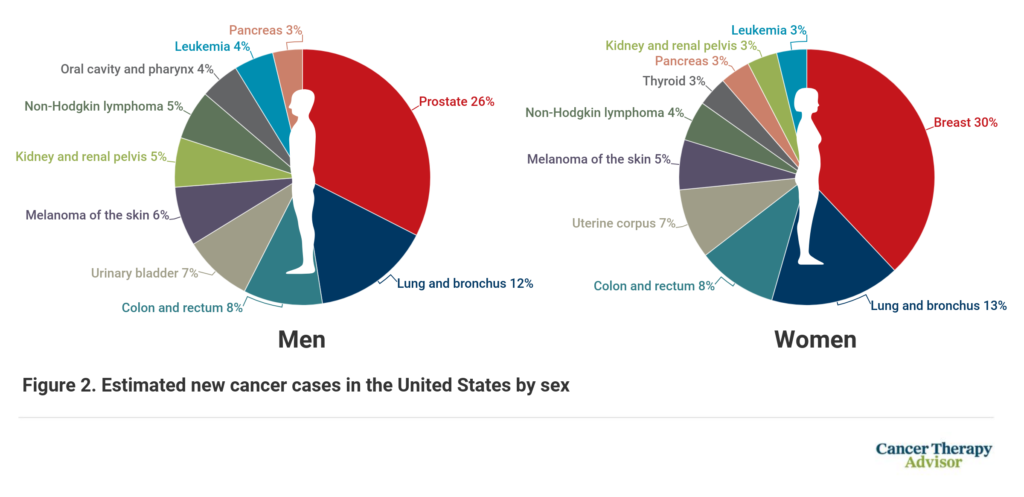 Pancreas 3%
Leukemia 4%
Oral cavity and pharynx 4%
Non-Hodgkin lymphoma 5%
Kidney and renal pelvis 5%
Melanoma of the skin 6%
Urinary bladder 7%
Colon and rectum 8%
Prostate 26%
Lung and bronchus 12%
Men
Leukemia 3%
Kidney and renal pelvis 3%
Pancreas 3%
Thyroid 3%
Non-Hodgkin lymphoma 4%
Melanoma of the skin 5%
Uterine corpus 7%
Colon and rectum 8%
Breast 30%
Lung and bronchus 13%
Women
Figure 2. Estimated new cancer cases in the United States by sex
Cancer Therapy
Advisor